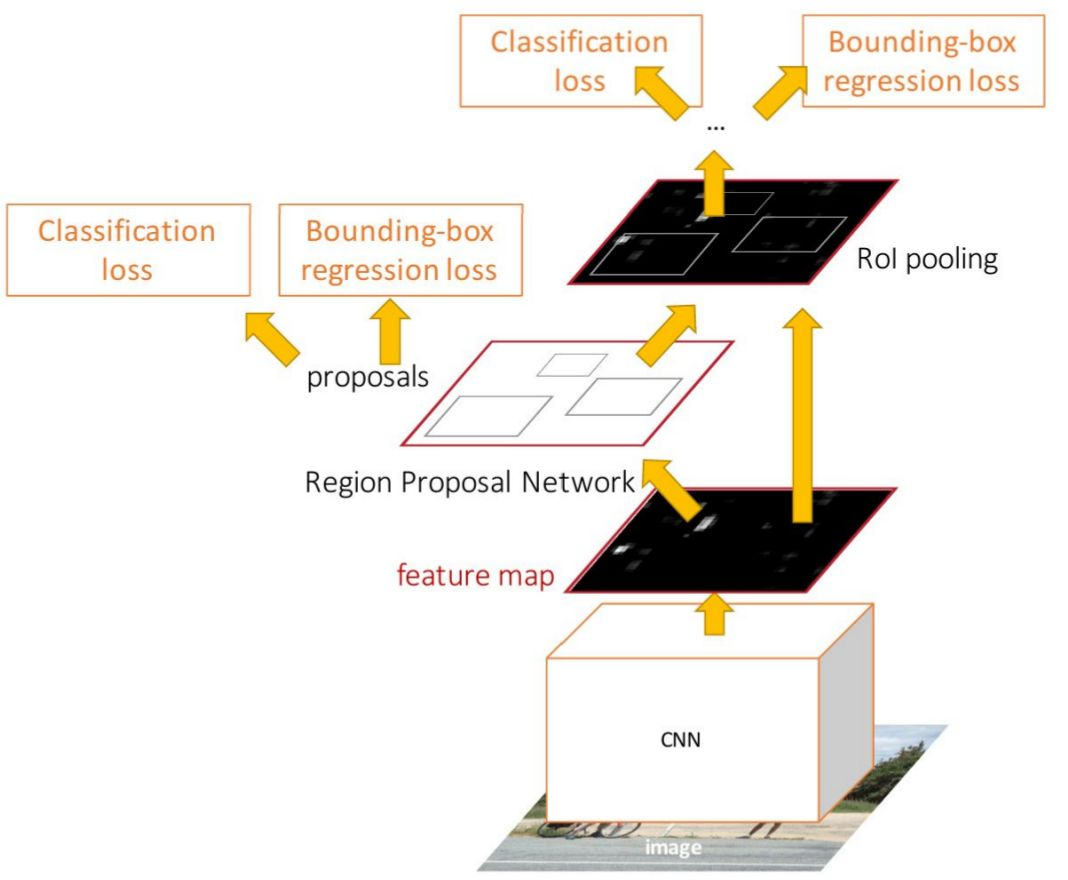 Classification
loss
Bounding-box
regression loss
...
RoI pooling
Classification
loss
Bounding-box
regression loss
proposals
Region Proposal Network
feature map
CNN
image